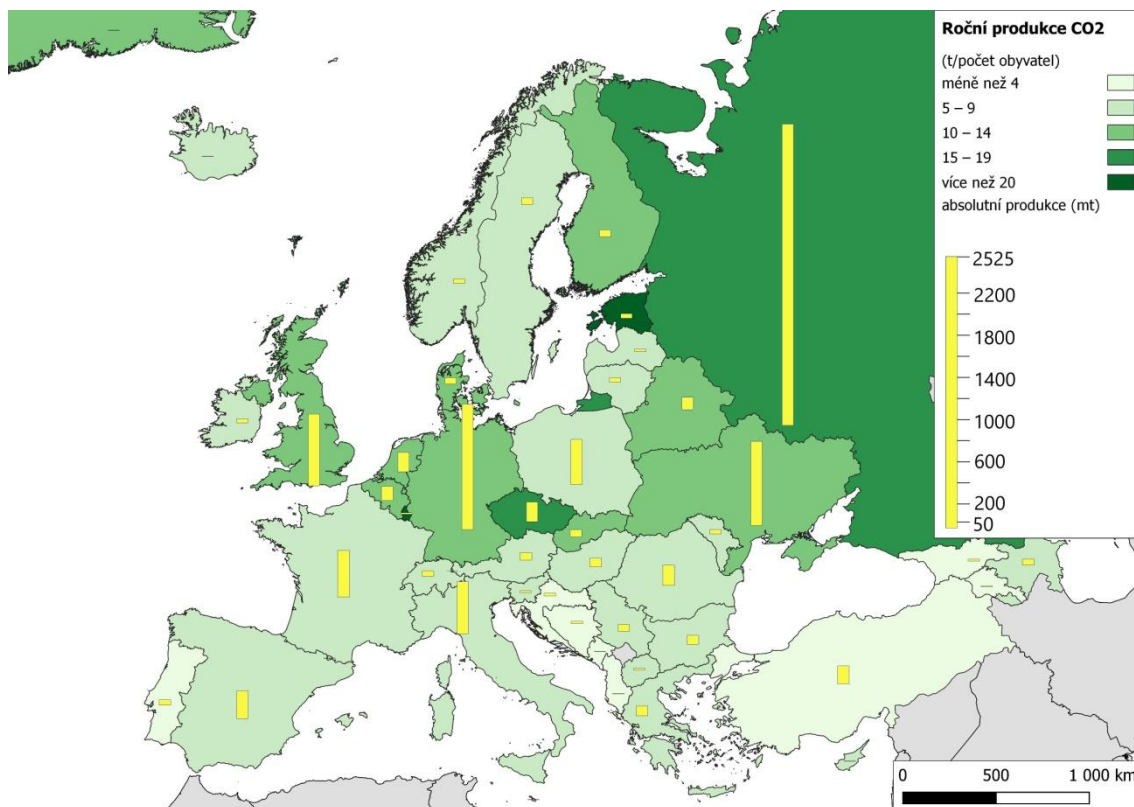 Roční produkce CO2
(t/počet obyvatel)
méně než 4
5 – 9
10 – 14
15 – 19
více než 20
absolutní produkce (mt)
2525
2200
1800
1400
1000
600
200
50
0 500 1 000 km